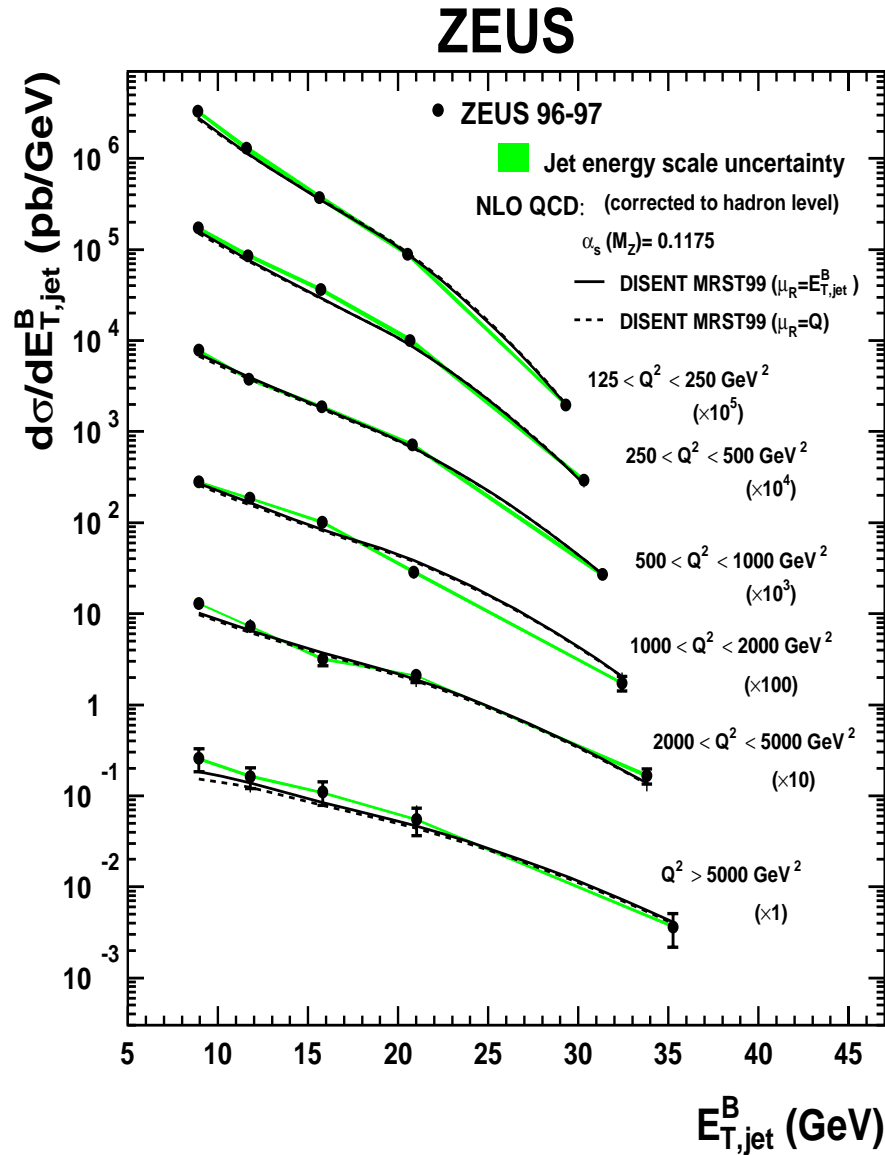 ZEUS
dσ/dE^B_T,jet (pb/GeV)
ZEUS 96-97
Jet energy scale uncertainty
NLO QCD: (corrected to hadron level)
α_s (M_Z)= 0.1175
DISENT MRST99 (μ_R=E^B_T,jet)
DISENT MRST99 (μ_R=Q)
125 < Q^2 < 250 GeV^2
(×10^5)
250 < Q^2 < 500 GeV^2
(×10^4)
500 < Q^2 < 1000 GeV^2
(×10^3)
1000 < Q^2 < 2000 GeV^2
(×100)
2000 < Q^2 < 5000 GeV^2
(×10)
Q^2 > 5000 GeV^2
(×1)
10^6
10^5
10^4
10^3
10^2
10
1
10^-1
10^-2
10^-3
5 10 15 20 25 30 35 40 45
E^B_T,jet (GeV)